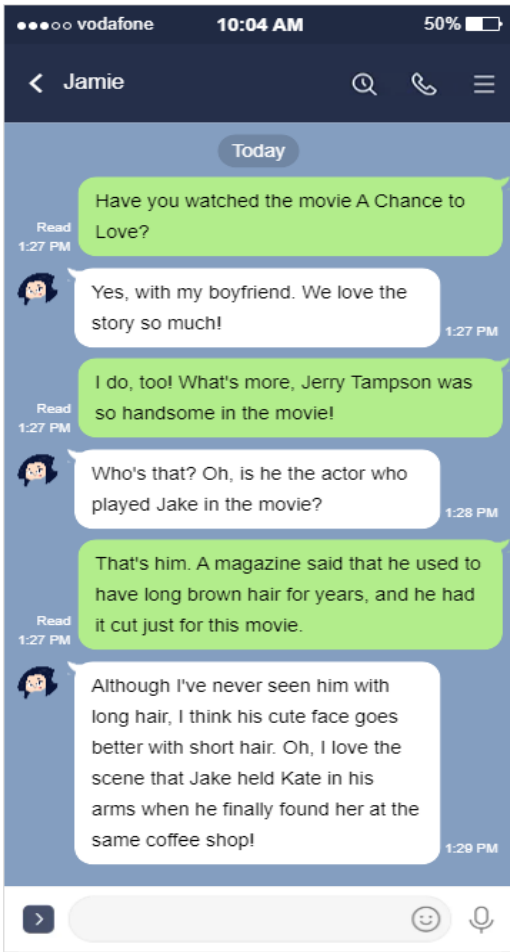 vodafone 10:04 AM 50%
Jamie
Today
Have you watched the movie A Chance to
Love?
Read
1:27 PM
Yes, with my boyfriend. We love the
story so much!
1:27 PM
I do, too! What's more, Jerry Tampson was
so handsome in the movie!
Read
1:27 PM
Who's that? Oh, is he the actor who
played Jake in the movie?
1:28 PM
That's him. A magazine said that he used to
have long brown hair for years, and he had
it cut just for this movie.
Read
1:27 PM
Although I've never seen him with
long hair, I think his cute face goes
better with short hair. Oh, I love the
scene that Jake held Kate in his
arms when he finally found her at the
same coffee shop!
1:29 PM